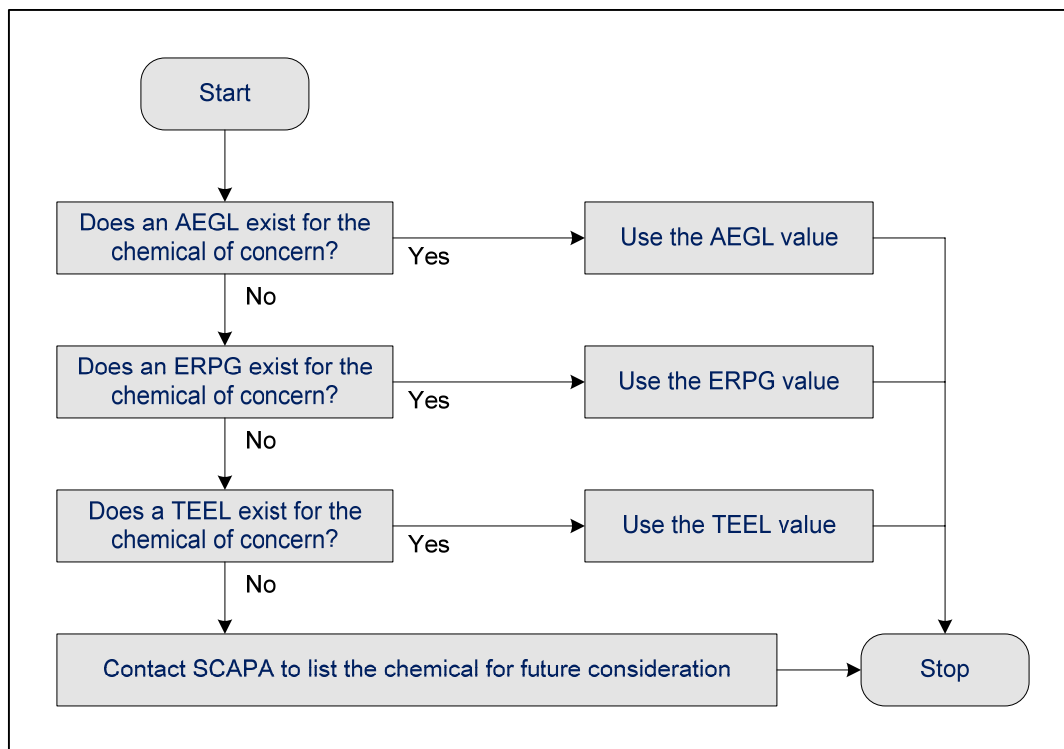 Start
Does an AEGL exist for the
chemical of concern?
Yes
Use the AEGL value
No
Does an ERPG exist for the
chemical of concern?
Yes
Use the ERPG value
No
Does a TEEL exist for the
chemical of concern?
Yes
Use the TEEL value
No
Contact SCAPA to list the chemical for future consideration
Stop